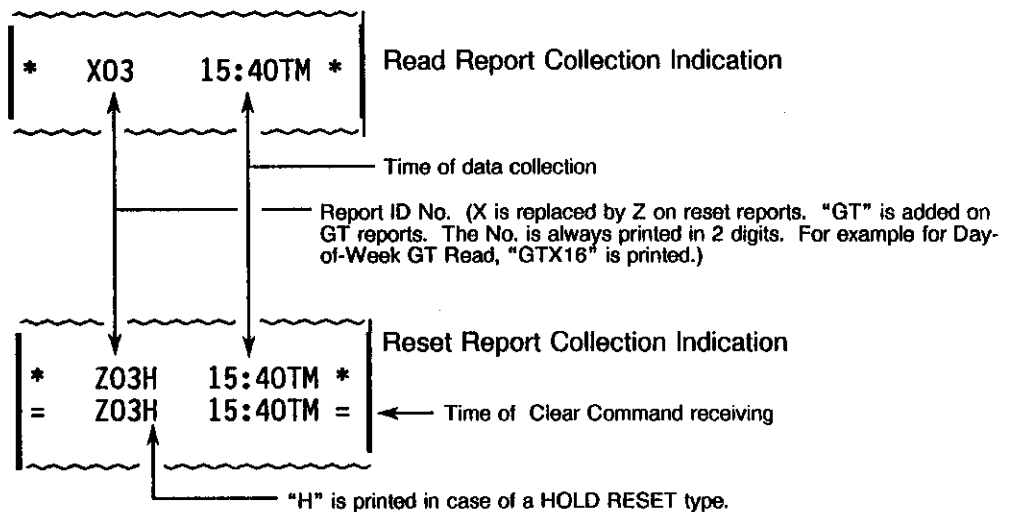 * X03 15:40TM *
Read Report Collection Indication
Time of data collection
Report ID No. (X is replaced by Z on reset reports. "GT" is added on
GT reports. The No. is always printed in 2 digits. For example for Day-
of-Week GT Read, "GTX16" is printed.)
Reset Report Collection Indication
* Z03H 15:40TM *
= Z03H 15:40TM =
Time of Clear Command receiving
"H" is printed in case of a HOLD RESET type.